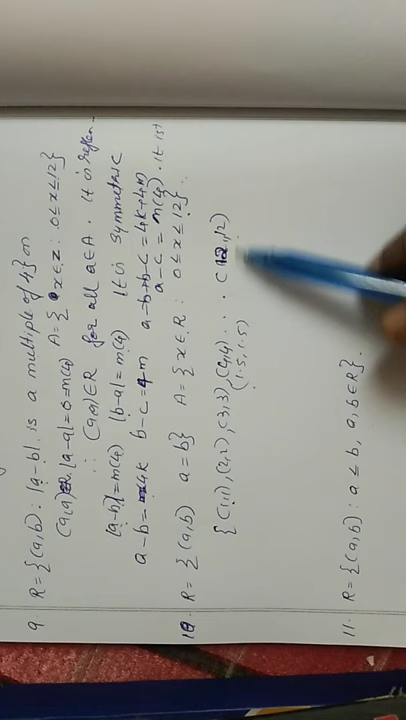 9. R = {(a,b) : |a-b| is a multiple of 4} on
(a,a) |a-a| = 0 = m(4) A = { x ∈ Z : 0 ≤ x ≤ 12}
∴ (a,a) ∈ R for all a ∈ A . It is reflex
|a-b| = m(4) |b-a| = m(4) It is symmetric
a-b = 4k b-c = 4m a-b+b-c = 4k+4m
a-c = m(4) . It is t
10. R = {(a,b) a = b} A = {x ∈ R : 0 ≤ x ≤ 12} .
{ (1,1), (2,2), (3,3), (4,4) . . . . (12,12)
(1.5, 1.5)
11. R = {(a,b) : a ≤ b, a, b ∈ R} .